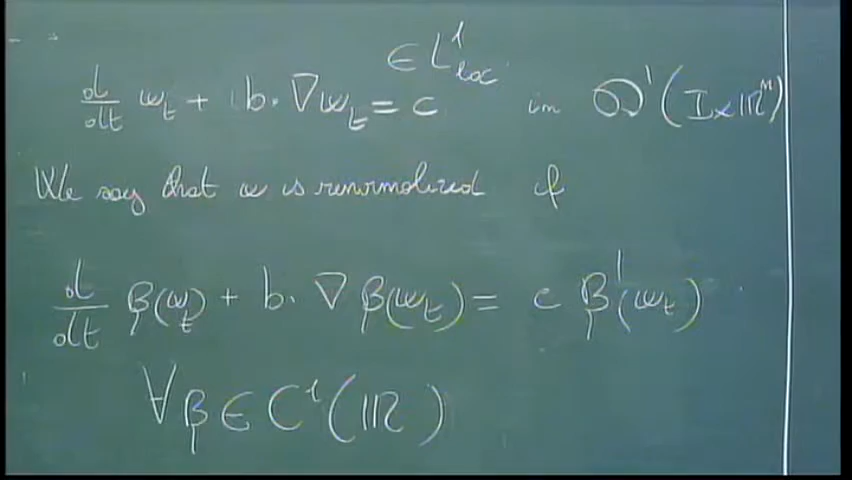 ∈ L¹_loc
d/dt w_t + b · ∇w_t = c in 𝒟'(I × ℝⁿ)
We say that w is renormalized if
d/dt β(w_t) + b · ∇β(w_t) = c β'(w_t)
∀β ∈ C¹(ℝ)